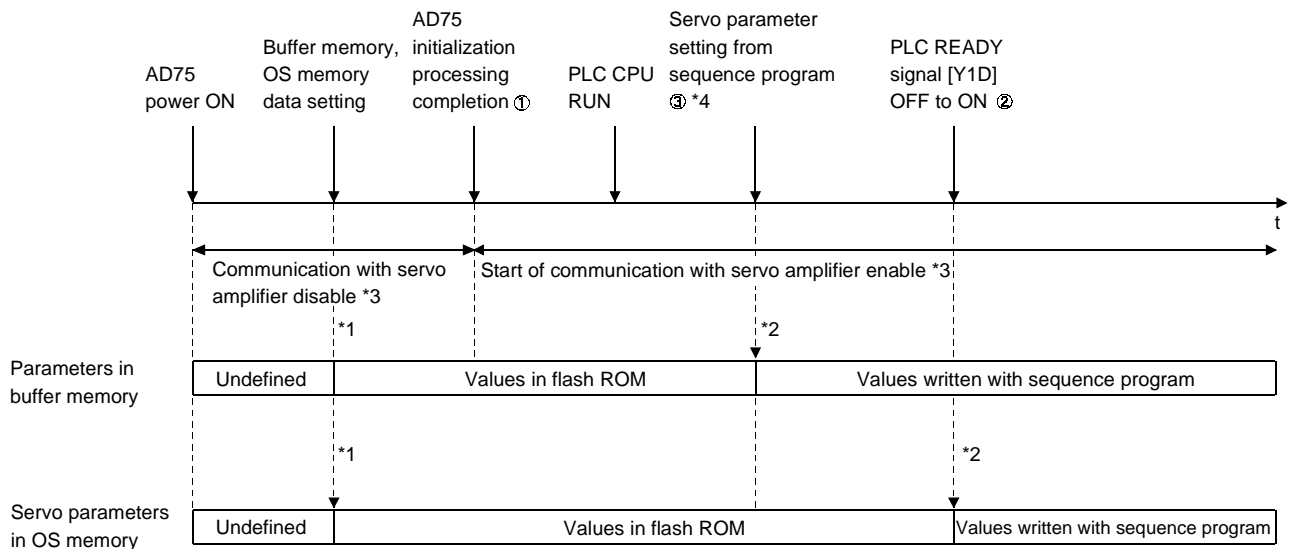 AD75
power ON
Buffer memory,
OS memory
data setting
AD75
initialization
processing
completion ①
PLC CPU
RUN
Servo parameter
setting from
sequence program
③ *4
PLC READY
signal [Y1D]
OFF to ON ②
t
Communication with servo
amplifier disable *3
Start of communication with servo amplifier enable *3
*1
*2
Parameters in
buffer memory
Undefined
Values in flash ROM
Values written with sequence program
*1
*2
Servo parameters
in OS memory
Undefined
Values in flash ROM
Values written with sequence program